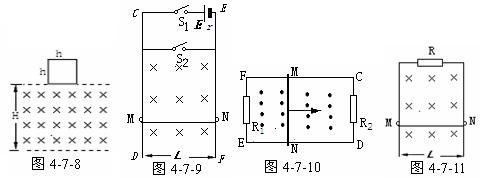 h
h
H
图 4-7-8
C
S₁
E r
E
S₂
M
N
D
L
F
图 4-7-9
F
M
C
R₁
R₂
E
N
D
图 4-7-10
R
M
N
L
图 4-7-11